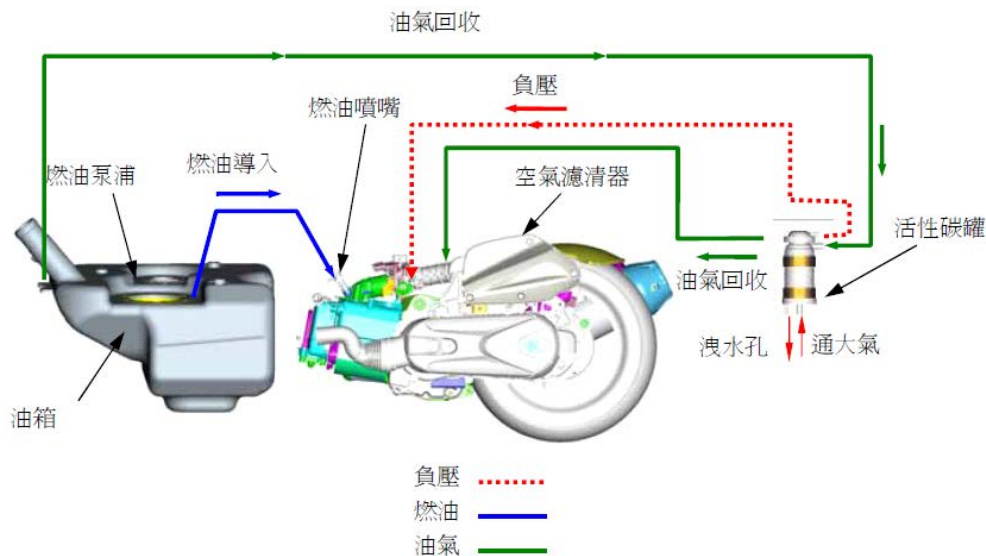 油氣回收
負壓
燃油噴嘴
燃油導入
空氣濾清器
燃油泵浦
活性碳罐
油氣回收
洩水孔
通大氣
油箱
負壓
燃油
油氣